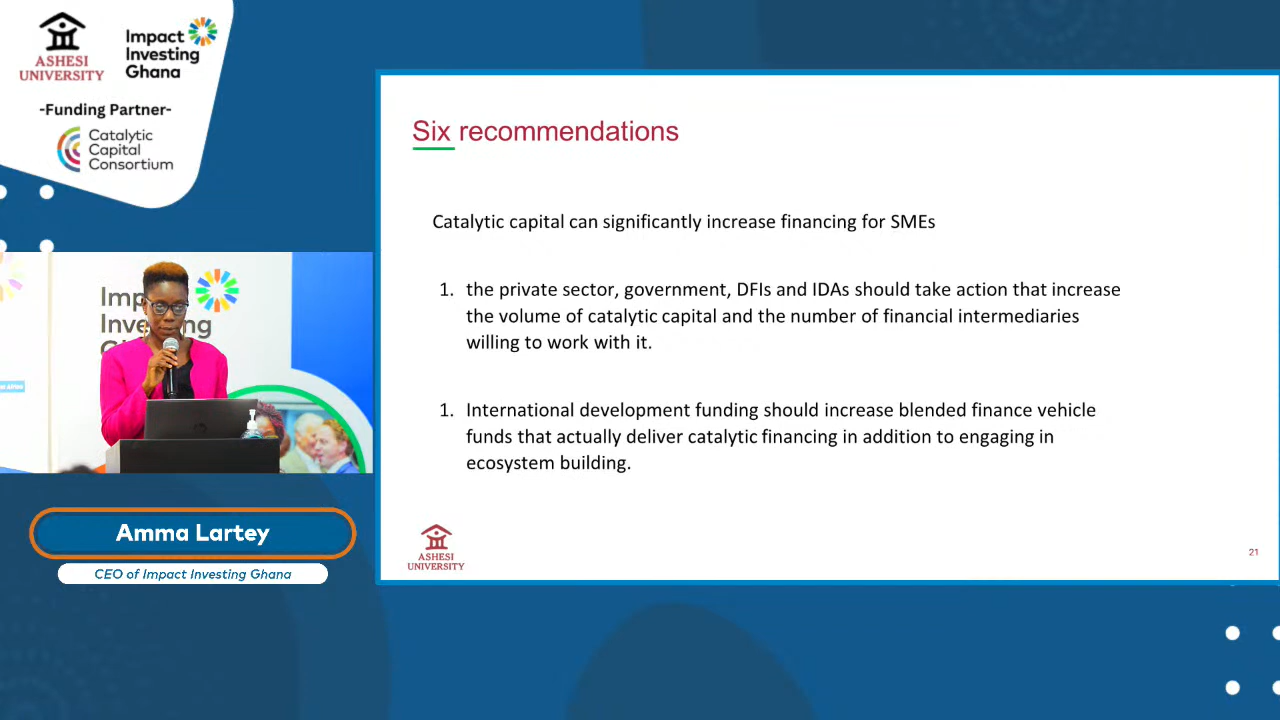 ASHESI
UNIVERSITY
Impact
Investing
Ghana
-Funding Partner-
Catalytic
Capital
Consortium
Six recommendations
Catalytic capital can significantly increase financing for SMEs
1. the private sector, government, DFIs and IDAs should take action that increase
the volume of catalytic capital and the number of financial intermediaries
willing to work with it.
1. International development funding should increase blended finance vehicle
funds that actually deliver catalytic financing in addition to engaging in
ecosystem building.
ASHESI
UNIVERSITY
21
Amma Lartey
CEO of Impact Investing Ghana